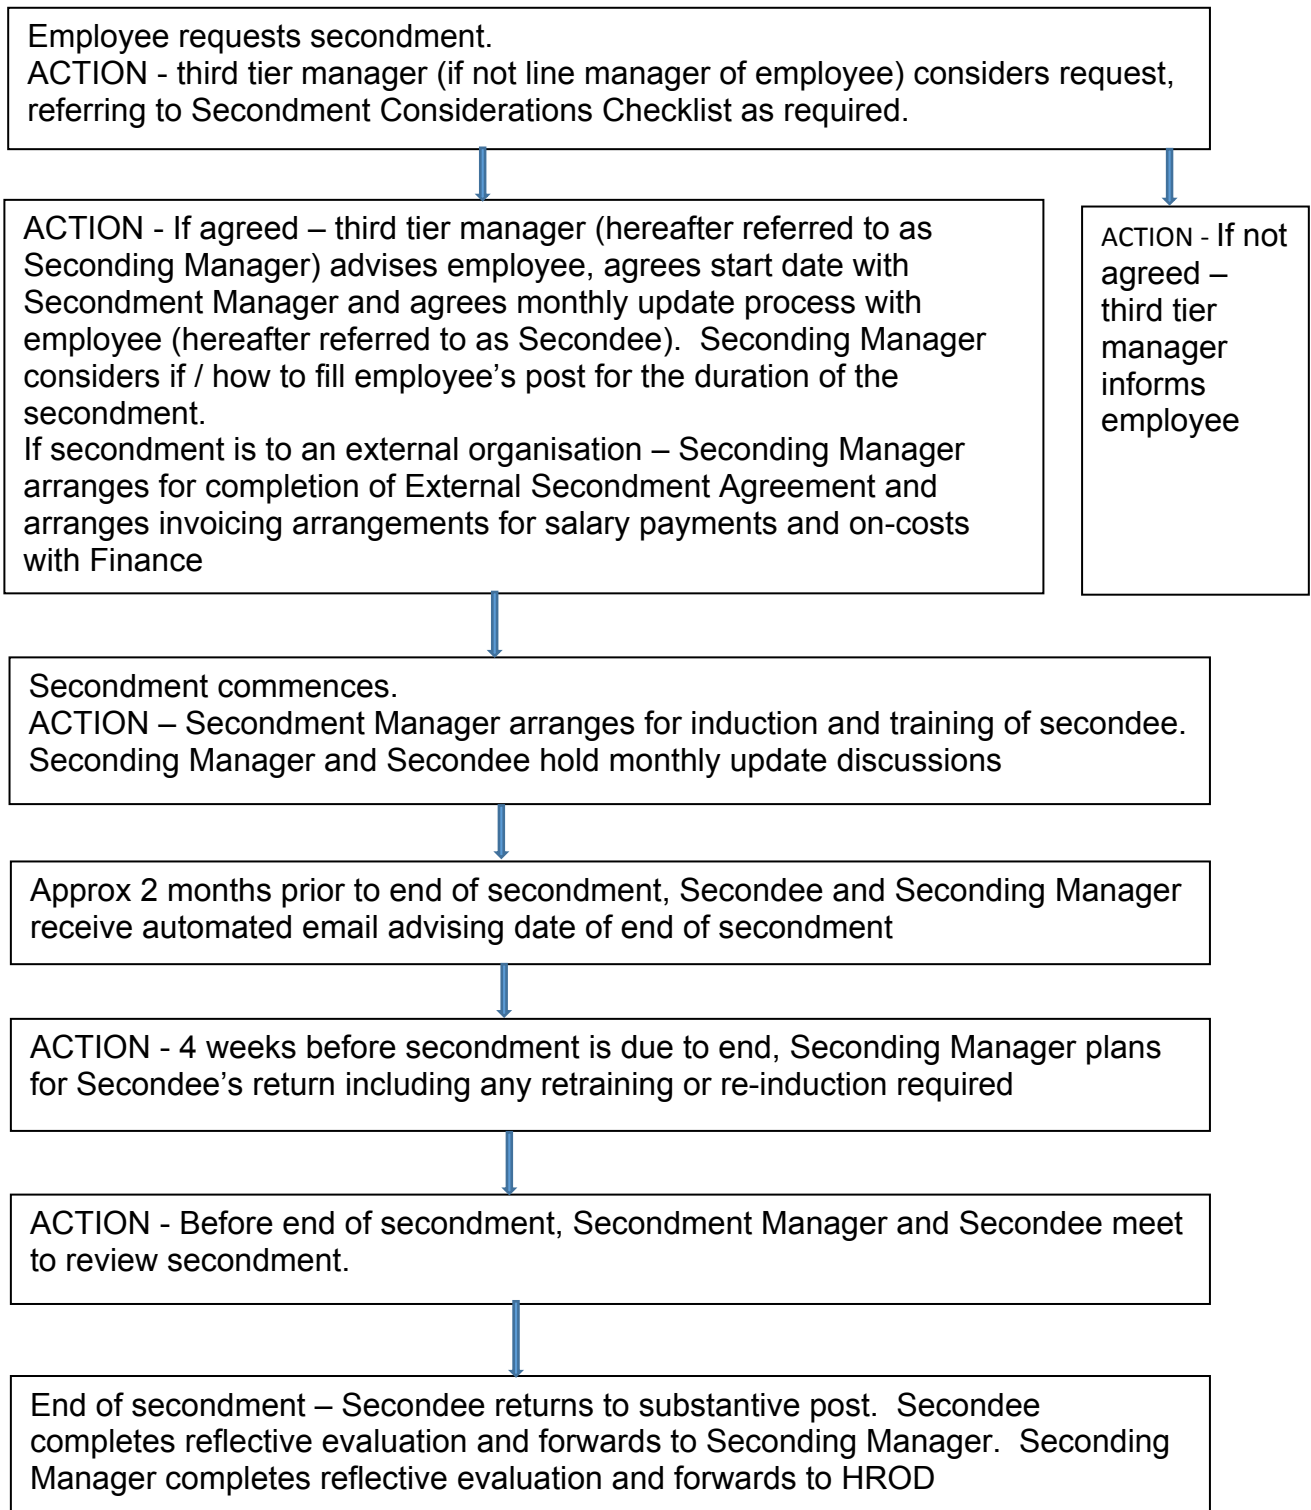 Employee requests secondment.
ACTION - third tier manager (if not line manager of employee) considers request,
referring to Secondment Considerations Checklist as required.
ACTION - If agreed – third tier manager (hereafter referred to as
Seconding Manager) advises employee, agrees start date with
Secondment Manager and agrees monthly update process with
employee (hereafter referred to as Secondee).  Seconding Manager
considers if / how to fill employee’s post for the duration of the
secondment.
If secondment is to an external organisation – Seconding Manager
arranges for completion of External Secondment Agreement and
arranges invoicing arrangements for salary payments and on-costs
with Finance
ACTION - If not
agreed –
third tier
manager
informs
employee
Secondment commences.
ACTION – Secondment Manager arranges for induction and training of secondee.
Seconding Manager and Secondee hold monthly update discussions
Approx 2 months prior to end of secondment, Secondee and Seconding Manager
receive automated email advising date of end of secondment
ACTION - 4 weeks before secondment is due to end, Seconding Manager plans
for Secondee’s return including any retraining or re-induction required
ACTION - Before end of secondment, Secondment Manager and Secondee meet
to review secondment.
End of secondment – Secondee returns to substantive post.  Secondee
completes reflective evaluation and forwards to Seconding Manager.  Seconding
Manager completes reflective evaluation and forwards to HROD